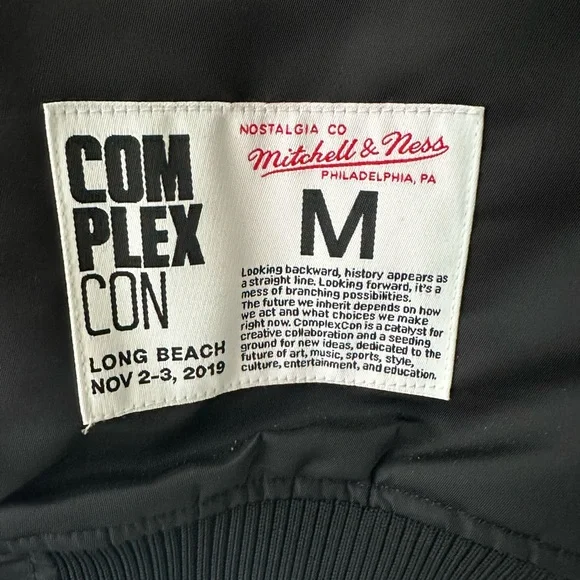 COM
PLEX
CON
LONG BEACH
NOV 2-3, 2019
NOSTALGIA CO
Mitchell & Ness
PHILADELPHIA, PA
M
Looking backward, history appears as
a straight line. Looking forward, it's a
mess of branching possibilities.
The future we inherit depends on how
we act and what choices we make
right now. ComplexCon is a catalyst for
creative collaboration and a seeding
ground for new ideas, dedicated to the
future of art, music, sports, style,
culture, entertainment, and education.